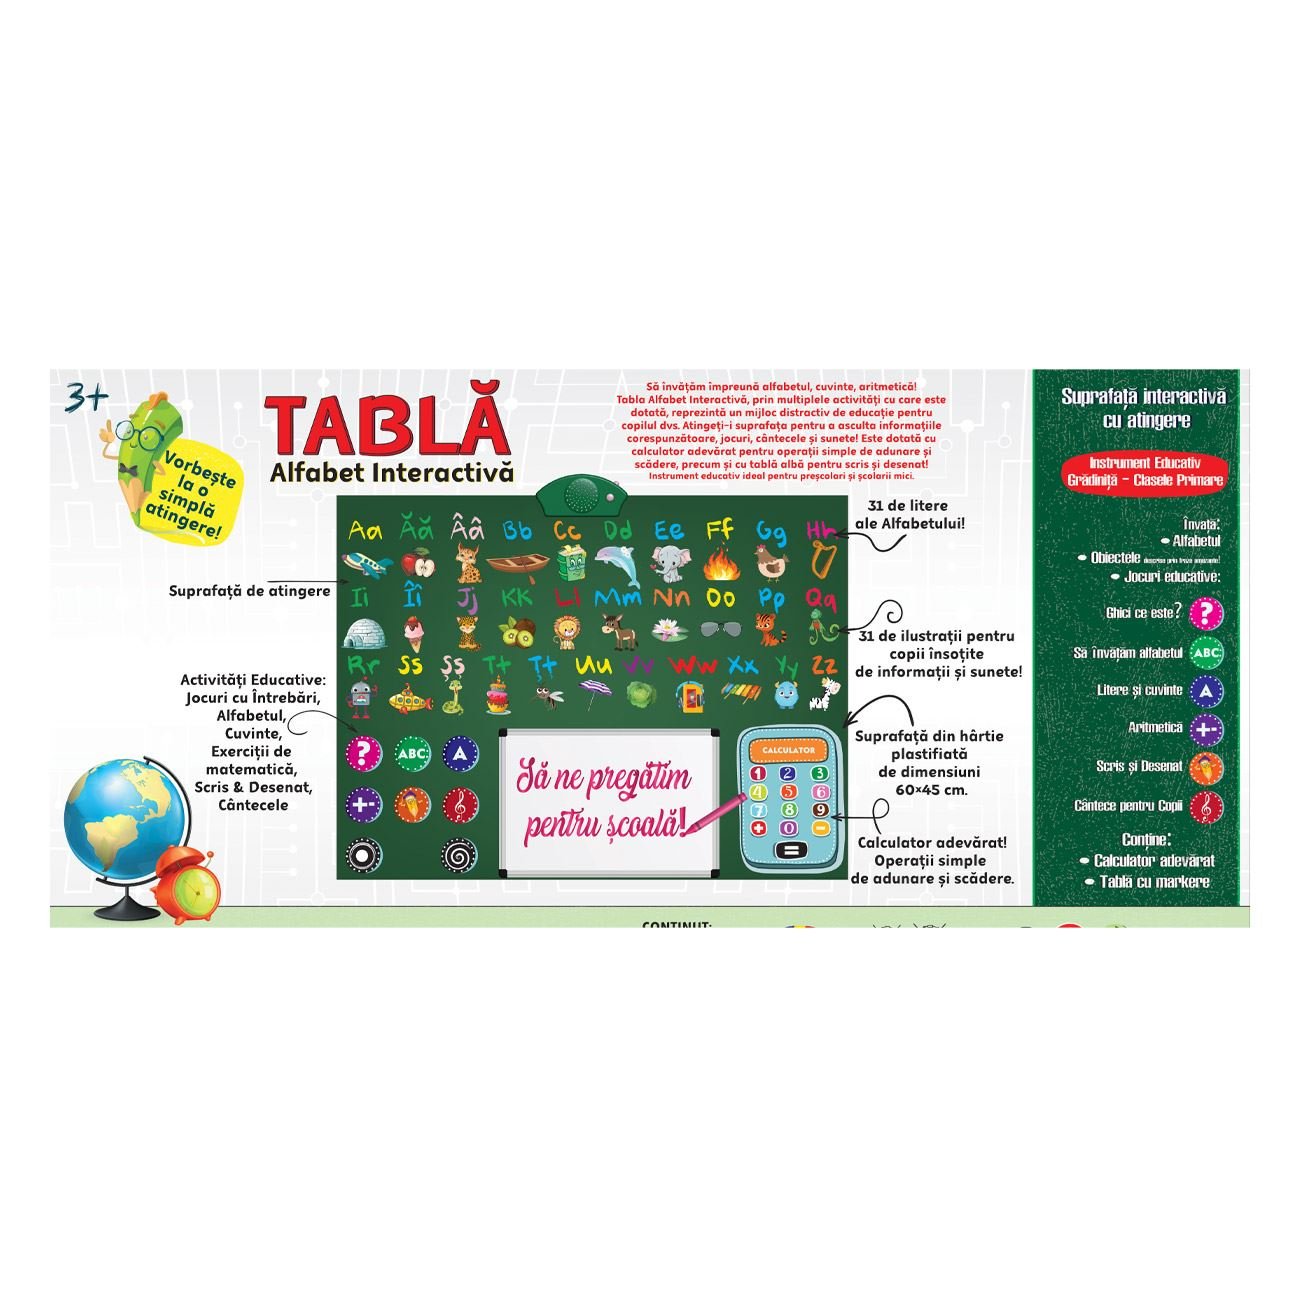 3+
Vorbește
la o
simplă
atingere!
TABLĂ
Alfabet Interactivă
Să învățăm împreună alfabetul, cuvinte, aritmetică!
Tabla Alfabet Interactivă, prin multiplele activități cu care este
dotată, reprezintă un mijloc distractiv de educație pentru
copilul dvs. Atingeți-i suprafața pentru a asculta informațiile
corespunzătoare, jocuri, cântecele și sunete! Este dotată cu
calculator adevărat pentru operații simple de adunare și
scădere, precum și cu tablă albă pentru scris și desenat!
Instrument educativ ideal pentru preșcolari și școlarii mici.
Suprafață de atingere
Activități Educative:
Jocuri cu Întrebări,
Alfabetul,
Cuvinte,
Exerciții de
matematică,
Scris & Desenat,
Cântecele
Aa Ăă Ââ Bb Cc Dd Ee Ff Gg Hh
Ii Îî Jj KK Ll Mm Nn Oo Pp Qq
Rr Ss Șș Tt Țț Uu Vv Ww Xx Yy Zz
? ABC A
+-
Să ne pregătim
pentru școală!
CALCULATOR
1 2 3
4 5 6
7 8 9
+ 0 -
=
31 de litere
ale Alfabetului!
31 de ilustrații pentru
copii însoțite
de informații și sunete!
Suprafață din hârtie
plastifiată
de dimensiuni
60×45 cm.
Calculator adevărat!
Operații simple
de adunare și scădere.
Suprafață interactivă
cu atingere
Instrument Educativ
Grădiniță - Clasele Primare
Învață:
• Alfabetul
• Obiectele
• Jocuri educative:
Ghici ce este? ?
Să învățăm alfabetul ABC
Litere și cuvinte A
Aritmetică +-
Scris și Desenat
Cântece pentru Copii
Conține:
• Calculator adevărat
• Tablă cu markere
CONȚINUT: